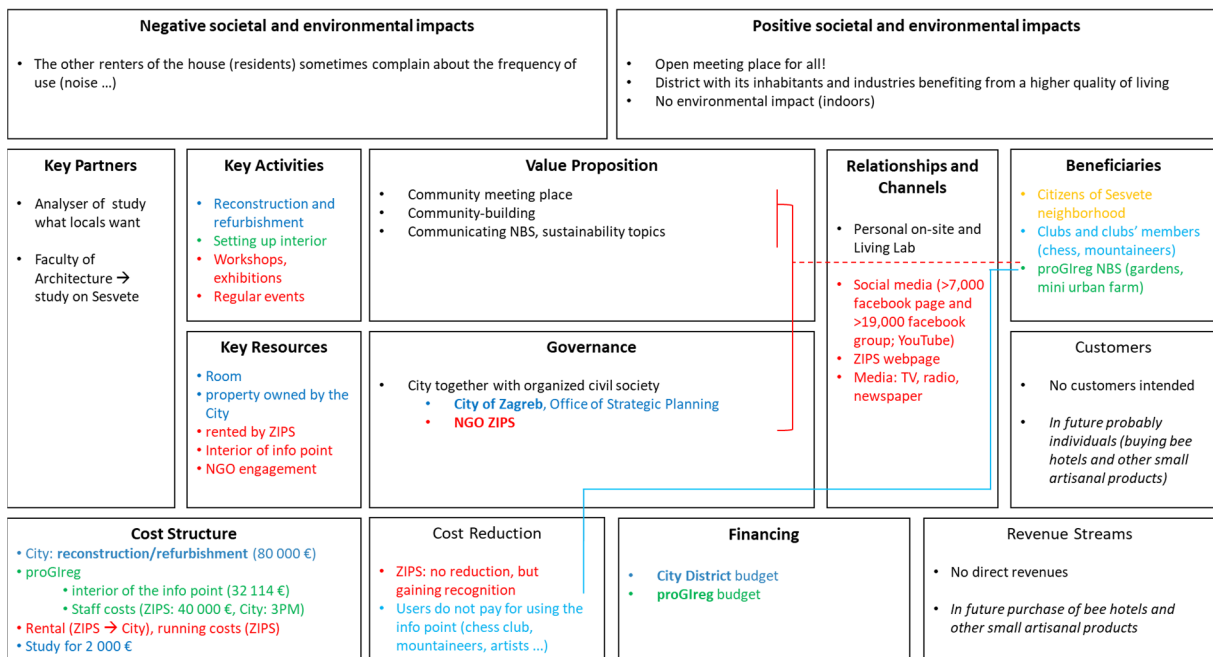 Negative societal and environmental impacts
• The other renters of the house (residents) sometimes complain about the frequency of
use (noise ...)
Positive societal and environmental impacts
• Open meeting place for all!
• District with its inhabitants and industries benefiting from a higher quality of living
• No environmental impact (indoors)
Key Partners
• Analyser of study
what locals want
• Faculty of
Architecture →
study on Sesvete
Key Activities
• Reconstruction and
refurbishment
• Setting up interior
• Workshops,
exhibitions
• Regular events
Key Resources
• Room
• property owned by the
City
• rented by ZIPS
• Interior of info point
• NGO engagement
Value Proposition
• Community meeting place
• Community-building
• Communicating NBS, sustainability topics
Governance
• City together with organized civil society
• City of Zagreb, Office of Strategic Planning
• NGO ZIPS
Relationships and
Channels
• Personal on-site and
Living Lab
• Social media (>7,000
facebook page and
>19,000 facebook
group; YouTube)
• ZIPS webpage
• Media: TV, radio,
newspaper
Beneficiaries
• Citizens of Sesvete
neighborhood
• Clubs and clubs' members
(chess, mountaineers)
• proGIreg NBS (gardens,
mini urban farm)
Customers
• No customers intended
• In future probably
individuals (buying bee
hotels and other small
artisanal products)
Cost Structure
• City: reconstruction/refurbishment (80 000 €)
• proGIreg
• interior of the info point (32 114 €)
• Staff costs (ZIPS: 40 000 €, City: 3PM)
• Rental (ZIPS → City), running costs (ZIPS)
• Study for 2 000 €
Cost Reduction
• ZIPS: no reduction, but
gaining recognition
• Users do not pay for using the
info point (chess club,
mountaineers, artists ...)
Financing
• City District budget
• proGIreg budget
Revenue Streams
• No direct revenues
• In future purchase of bee hotels and
other small artisanal products